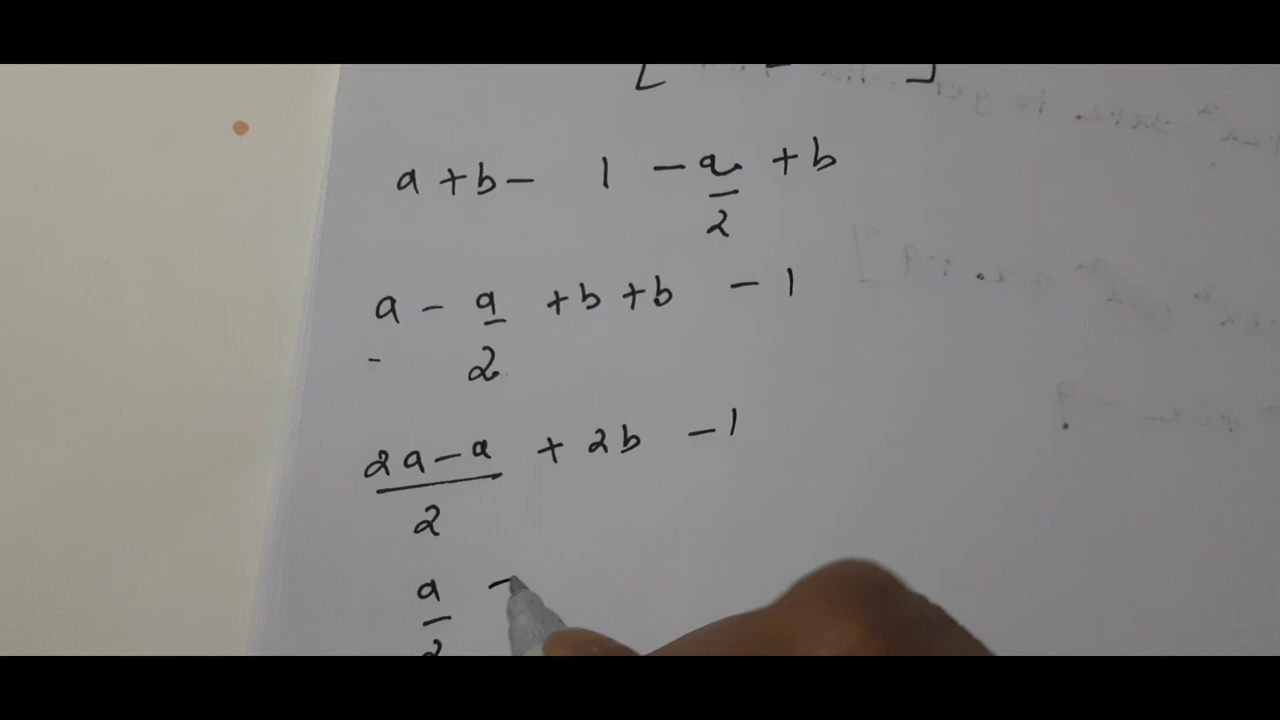 a + b - 1 - a/2 + b
a - a/2 + b + b - 1
(2a - a)/2 + 2b - 1
a/2 -